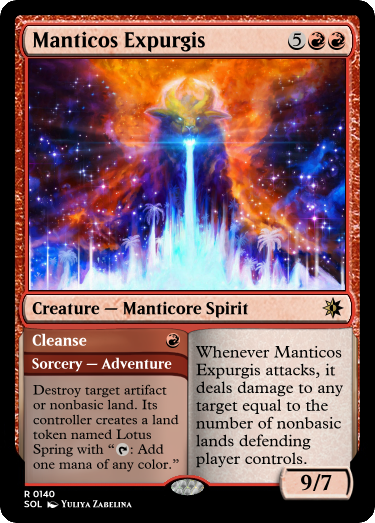 Manticos Expurgis 5
Creature — Manticore Spirit
Cleanse
Sorcery — Adventure
Destroy target artifact
or nonbasic land. Its
controller creates a land
token named Lotus
Spring with “: Add
one mana of any color.”
Whenever Manticos
Expurgis attacks, it
deals damage to any
target equal to the
number of nonbasic
lands defending
player controls.
9/7
R 0140
SOL Yuliya Zabelina